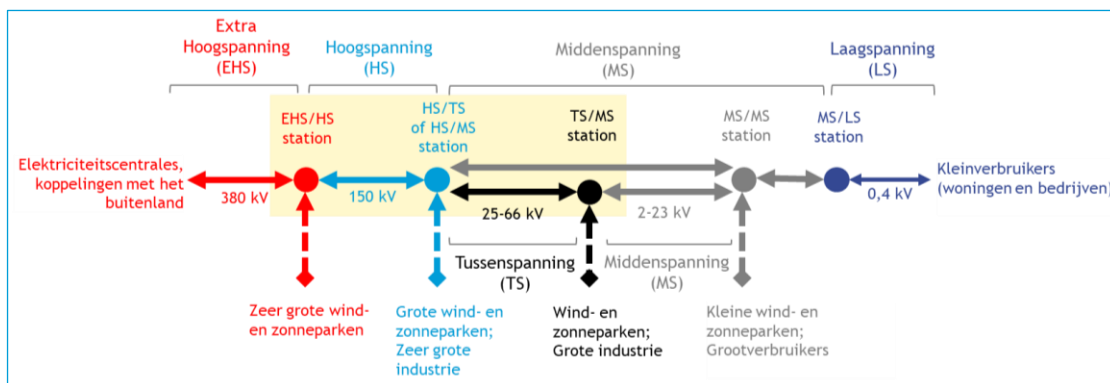 Extra
Hoogspanning
(EHS)
Hoogspanning
(HS)
Middenspanning
(MS)
Laagspanning
(LS)
EHS/HS
station
HS/TS
of HS/MS
station
TS/MS
station
MS/MS
station
MS/LS
station
Elektriciteitscentrales,
koppelingen met het
buitenland
380 kV
150 kV
25-66 kV
2-23 kV
0,4 kV
Kleinverbruikers
(woningen en bedrijven)
Tussenspanning
(TS)
Middenspanning
(MS)
Zeer grote wind-
en zonneparken
Grote wind- en
zonneparken;
Zeer grote
industrie
Wind- en
zonneparken;
Grote industrie
Kleine wind- en
zonneparken;
Grootverbruikers